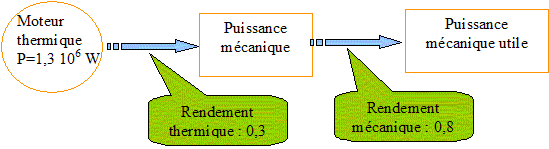 Moteur
thermique
P=1,3 10⁶ W
Puissance
mécanique
Puissance
mécanique utile
Rendement
thermique : 0,3
Rendement
mécanique : 0,8